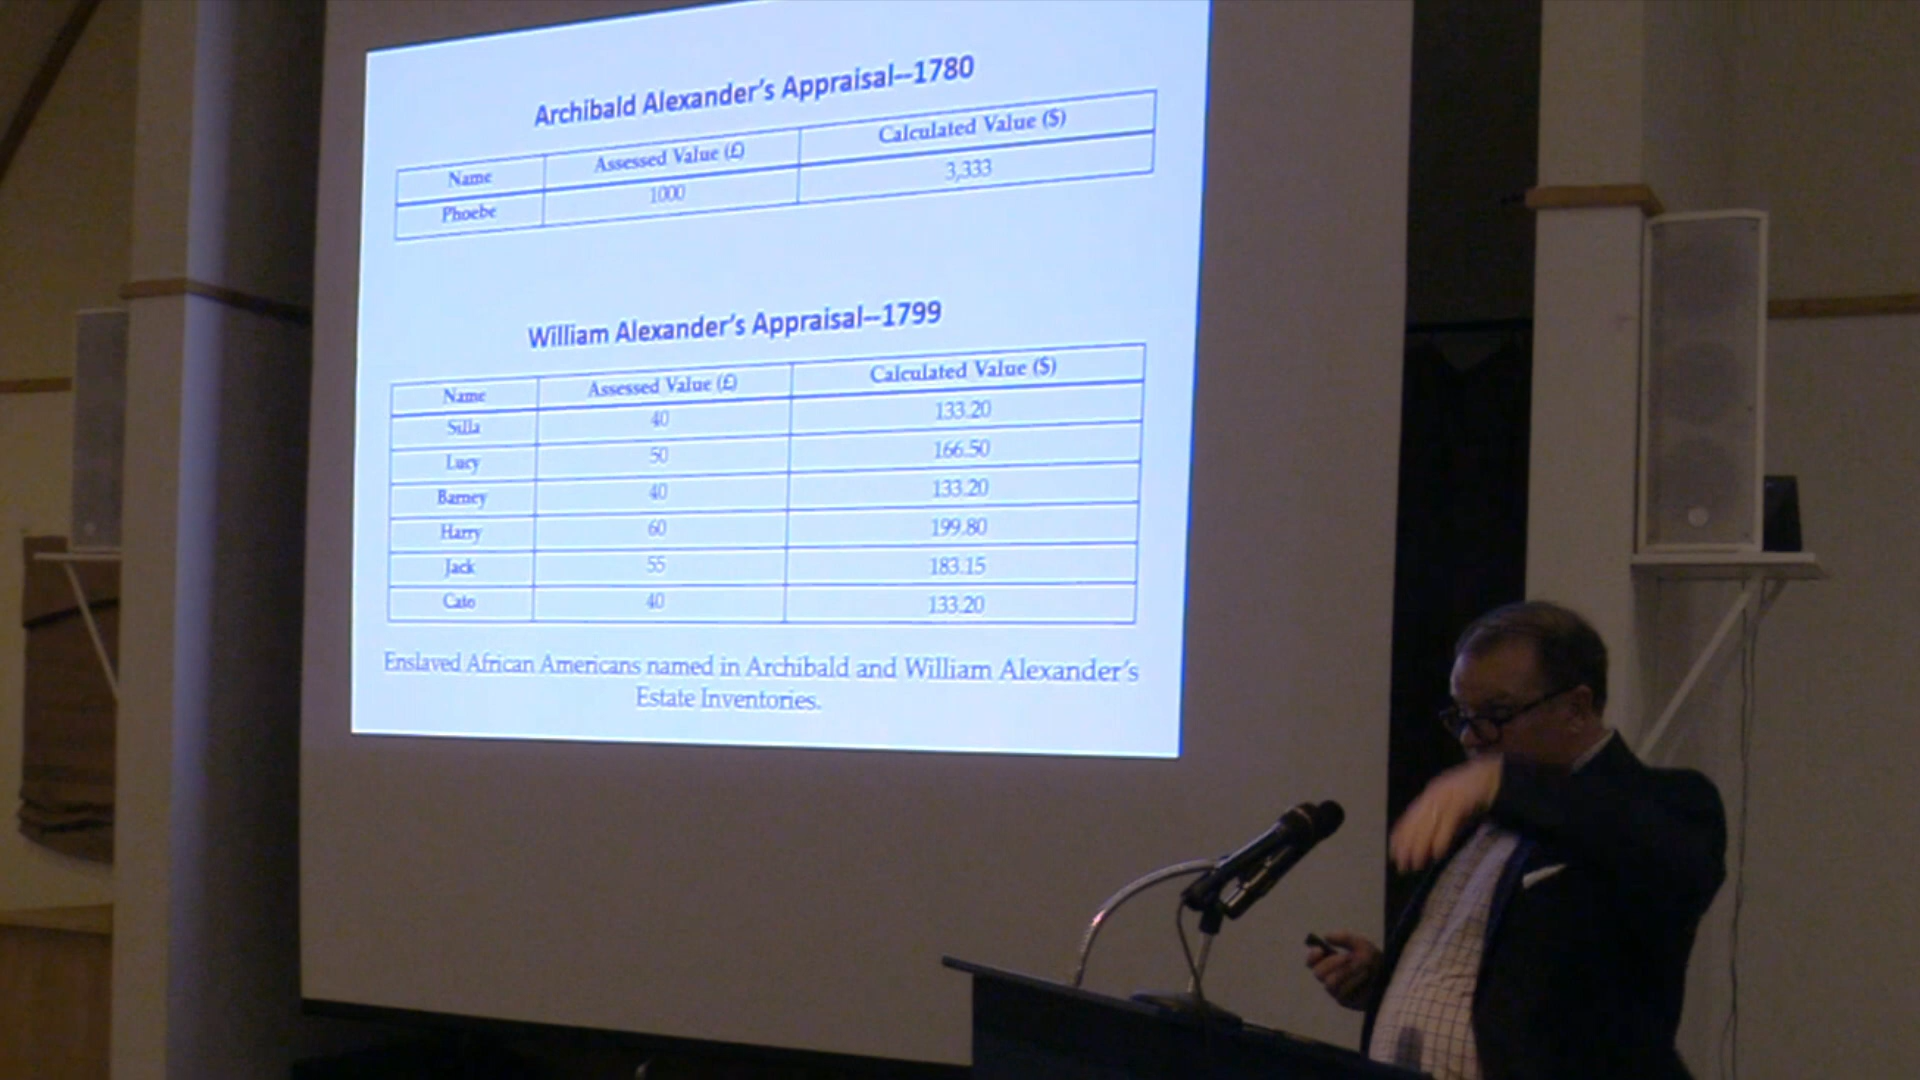 Archibald Alexander's Appraisal--1780
Name Assessed Value (£) Calculated Value ($)
Phoebe 1000 3,333
William Alexander's Appraisal--1799
Name Assessed Value (£) Calculated Value ($)
Silla 40 133.20
Lucy 50 166.50
Barney 40 133.20
Harry 60 199.80
Jack 55 183.15
Cato 40 133.20
Enslaved African Americans named in Archibald and William Alexander's
Estate Inventories.